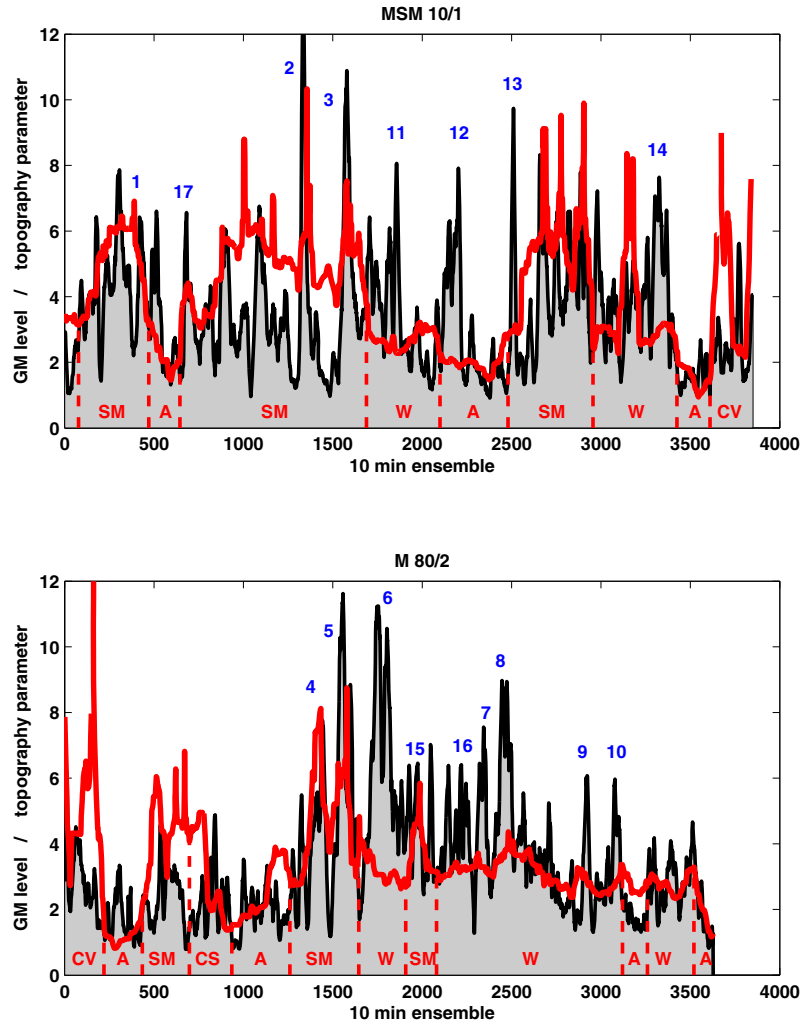 MSM 10/1
GM level / topography parameter
12
10
8
6
4
2
0
2
3
13
11
12
14
1
17
SM
A
SM
W
A
SM
W
A
CV
0 500 1000 1500 2000 2500 3000 3500 4000
10 min ensemble
M 80/2
GM level / topography parameter
12
10
8
6
4
2
0
6
5
4
8
7
15
16
9
10
CV
A
SM
CS
A
SM
W
SM
W
A
W
A
0 500 1000 1500 2000 2500 3000 3500 4000
10 min ensemble